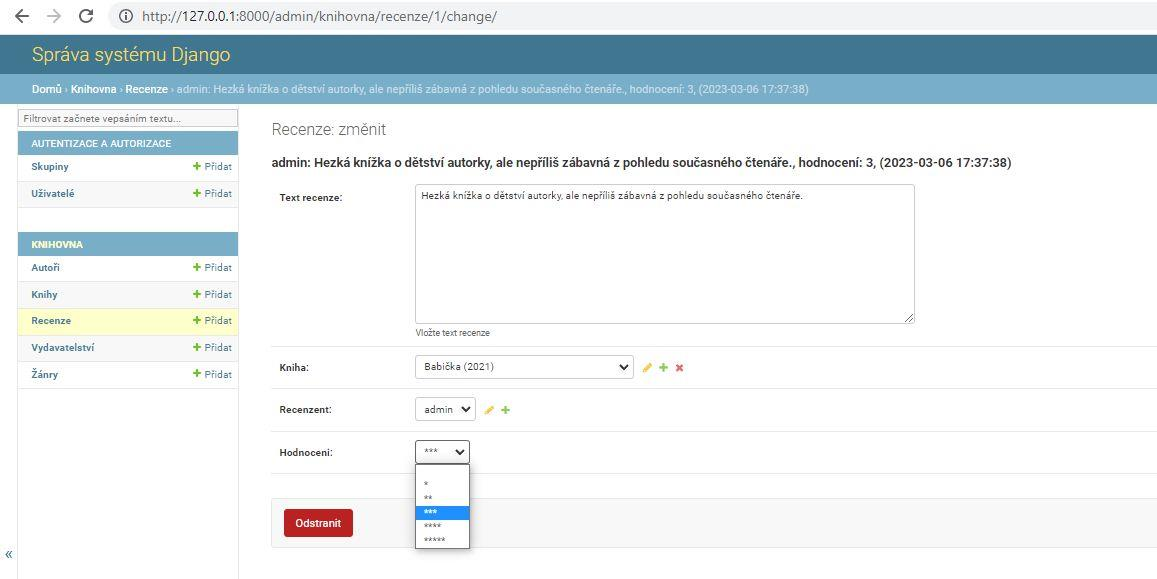 http://127.0.0.1:8000/admin/knihovna/recenze/1/change/
Správa systému Django
Domů › Knihovna › Recenze › admin: Hezká knížka o dětství autorky, ale nepříliš zábavná z pohledu současného čtenáře., hodnocení: 3, (2023-03-06 17:37:38)
Filtrovat začnete vepsáním textu...
AUTENTIZACE A AUTORIZACE
Skupiny + Přidat
Uživatelé + Přidat
KNIHOVNA
Autoři + Přidat
Knihy + Přidat
Recenze + Přidat
Vydavatelství + Přidat
Žánry + Přidat
«
Recenze: změnit
admin: Hezká knížka o dětství autorky, ale nepříliš zábavná z pohledu současného čtenáře., hodnocení: 3, (2023-03-06 17:37:38)
Text recenze:
Hezká knížka o dětství autorky, ale nepříliš zábavná z pohledu současného čtenáře.
Vložte text recenze
Kniha: Babička (2021)
Recenzent: admin
Hodnoceni: ***
*
**
***
****
*****
Odstranit